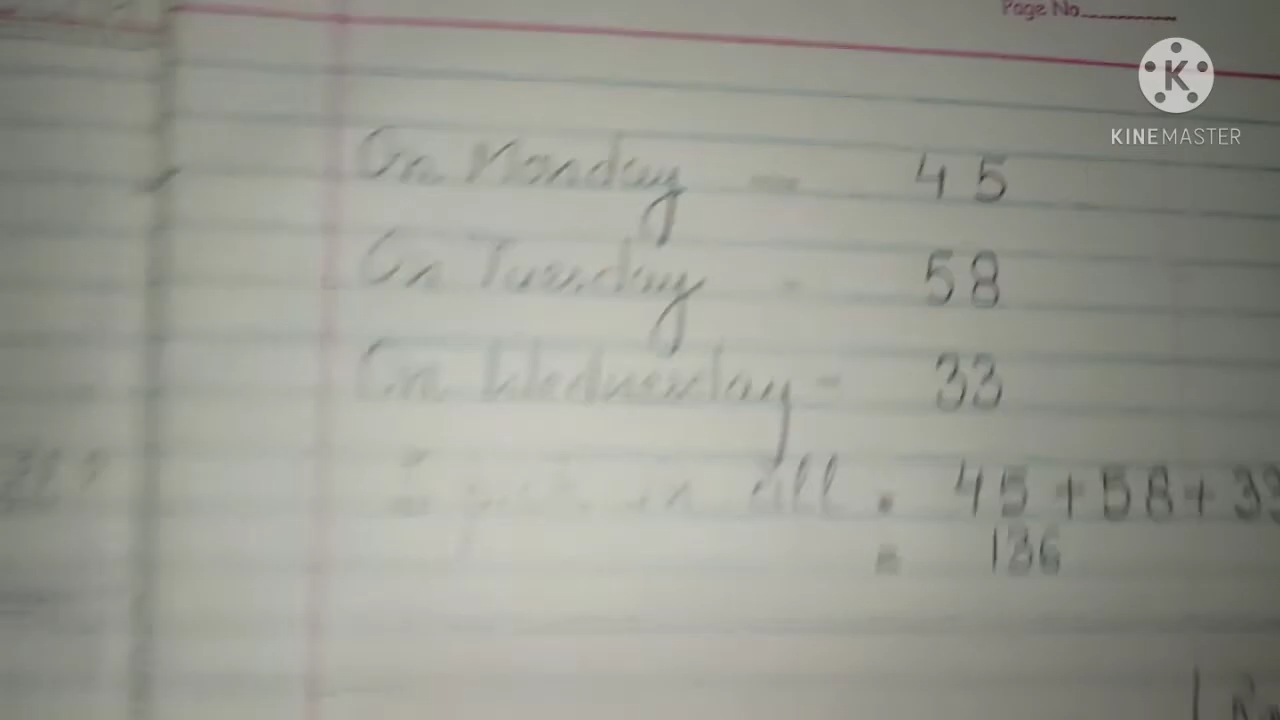 Page No.
KINEMASTER
On Monday - 45
On Tuesday - 58
On Wednesday = 33
I in all = 45+58+33
= 136